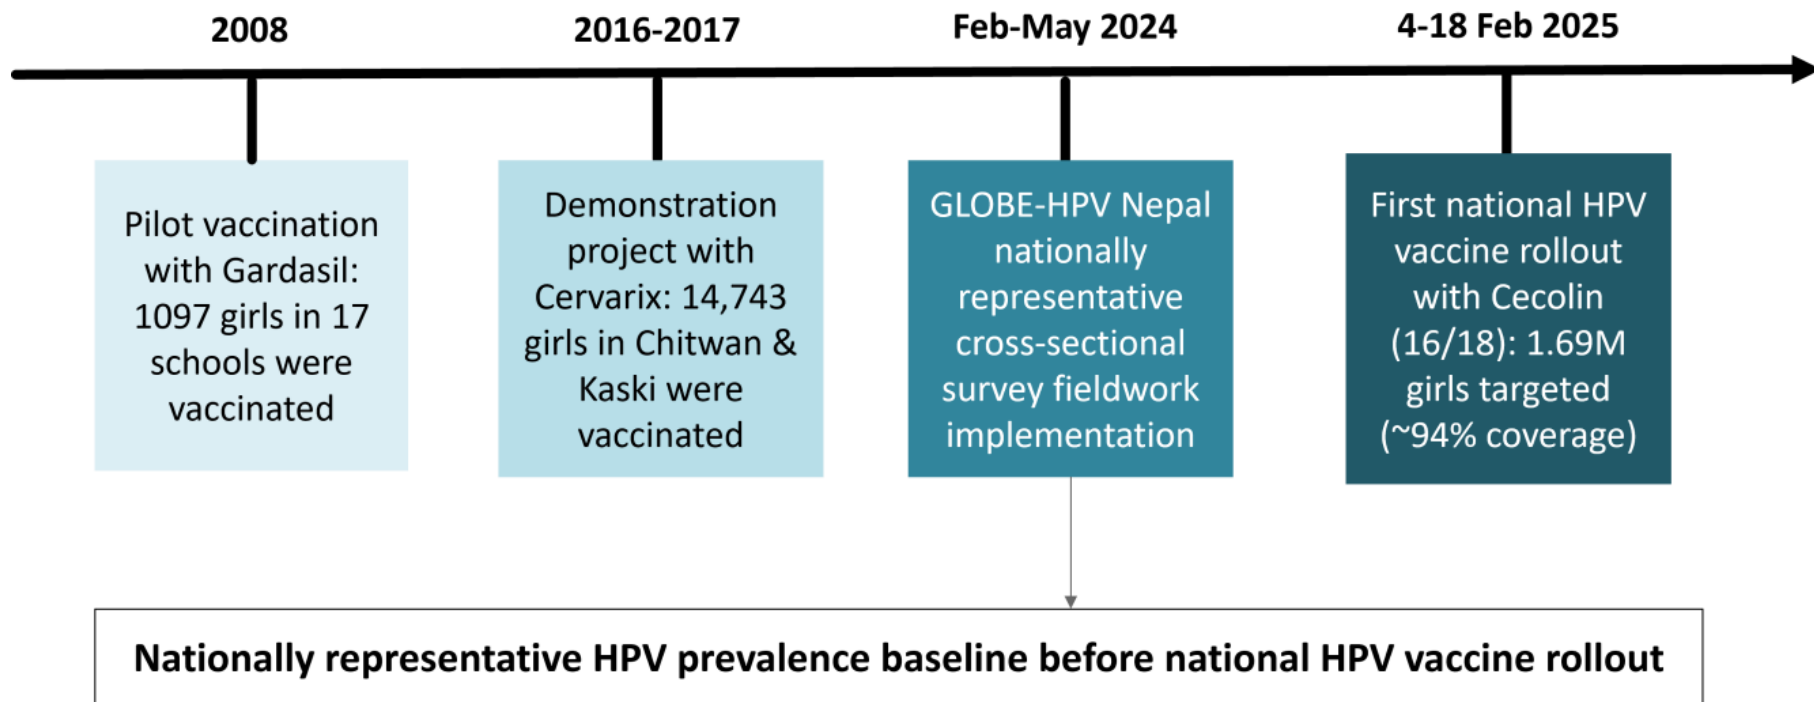 2008
2016-2017
Feb-May 2024
4-18 Feb 2025
Pilot vaccination
with Gardasil:
1097 girls in 17
schools were
vaccinated
Demonstration
project with
Cervarix: 14,743
girls in Chitwan &
Kaski were
vaccinated
GLOBE-HPV Nepal
nationally
representative
cross-sectional
survey fieldwork
implementation
First national HPV
vaccine rollout
with Cecolin
(16/18): 1.69M
girls targeted
(~94% coverage)
Nationally representative HPV prevalence baseline before national HPV vaccine rollout